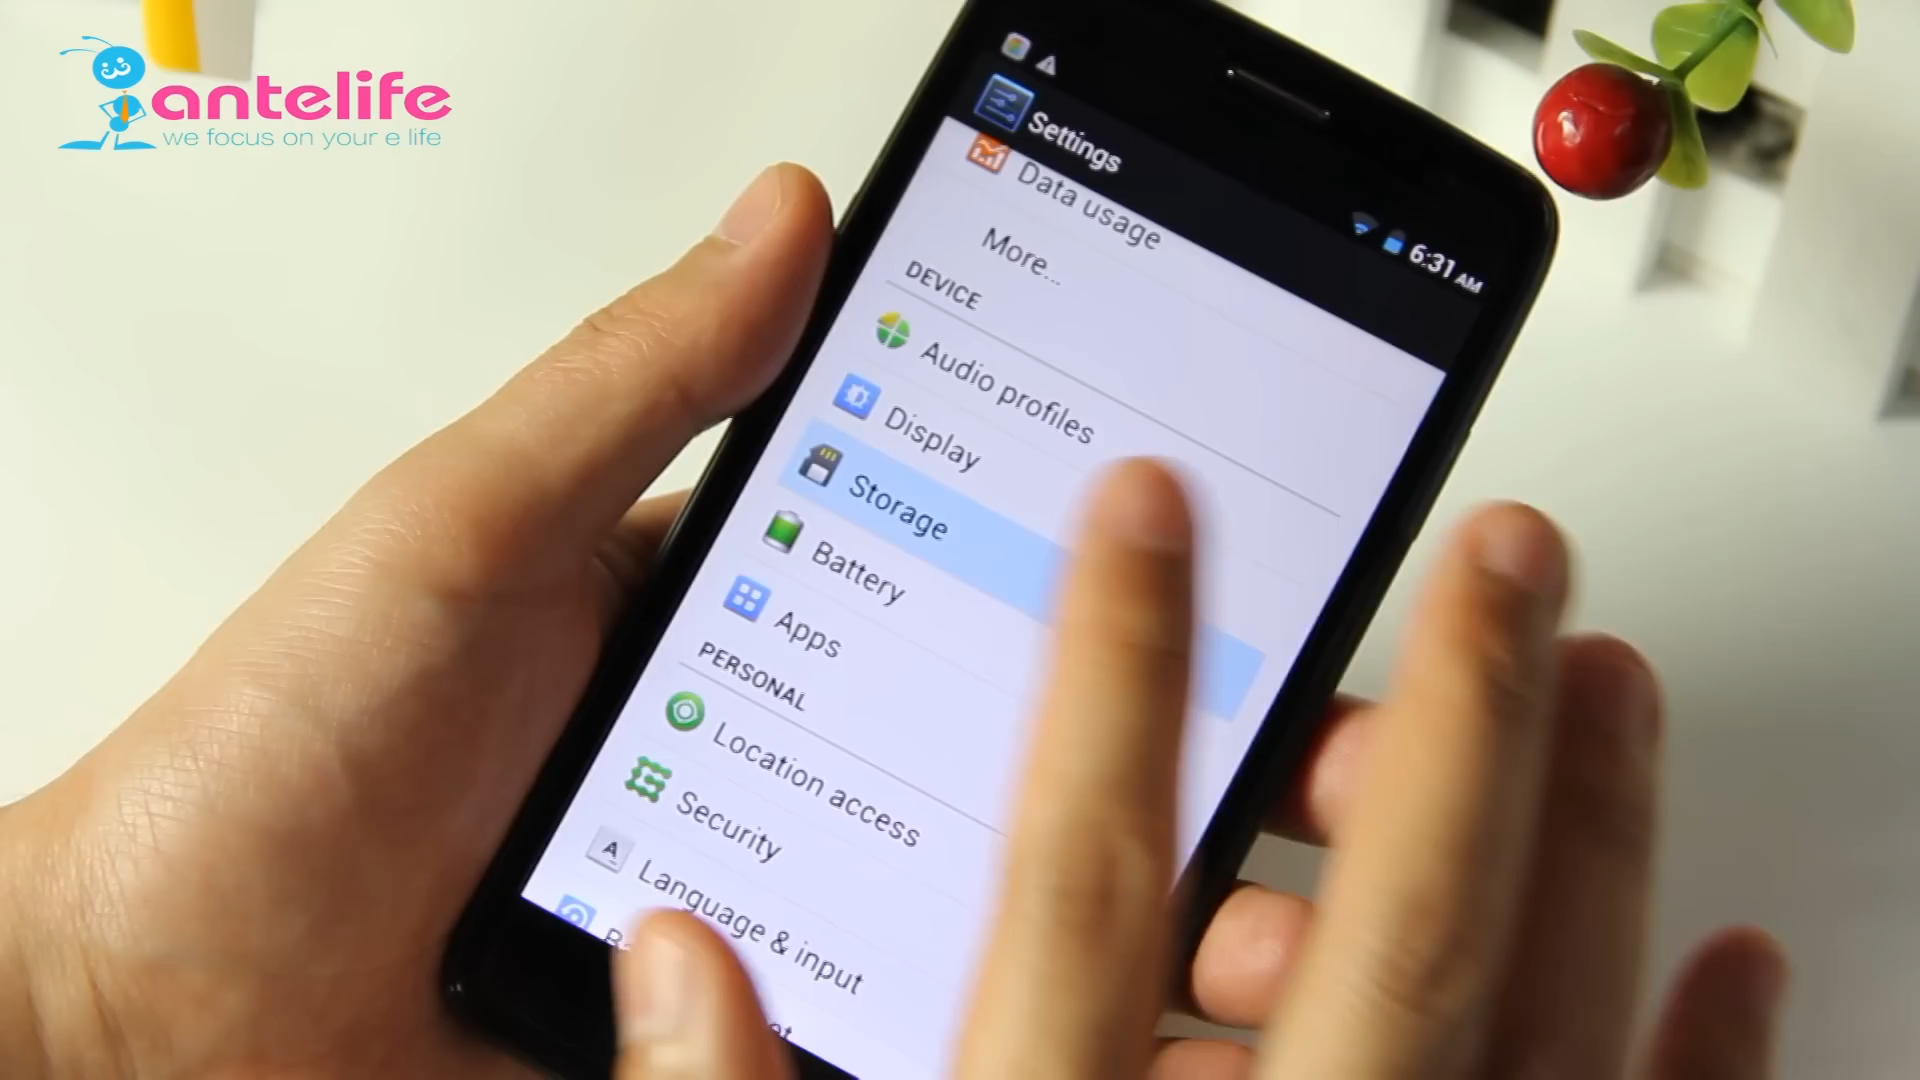 antelife
we focus on your e life
Settings
6:31 AM
Data usage
More...
DEVICE
Audio profiles
Display
Storage
Battery
Apps
PERSONAL
Location access
Security
A
Language & input